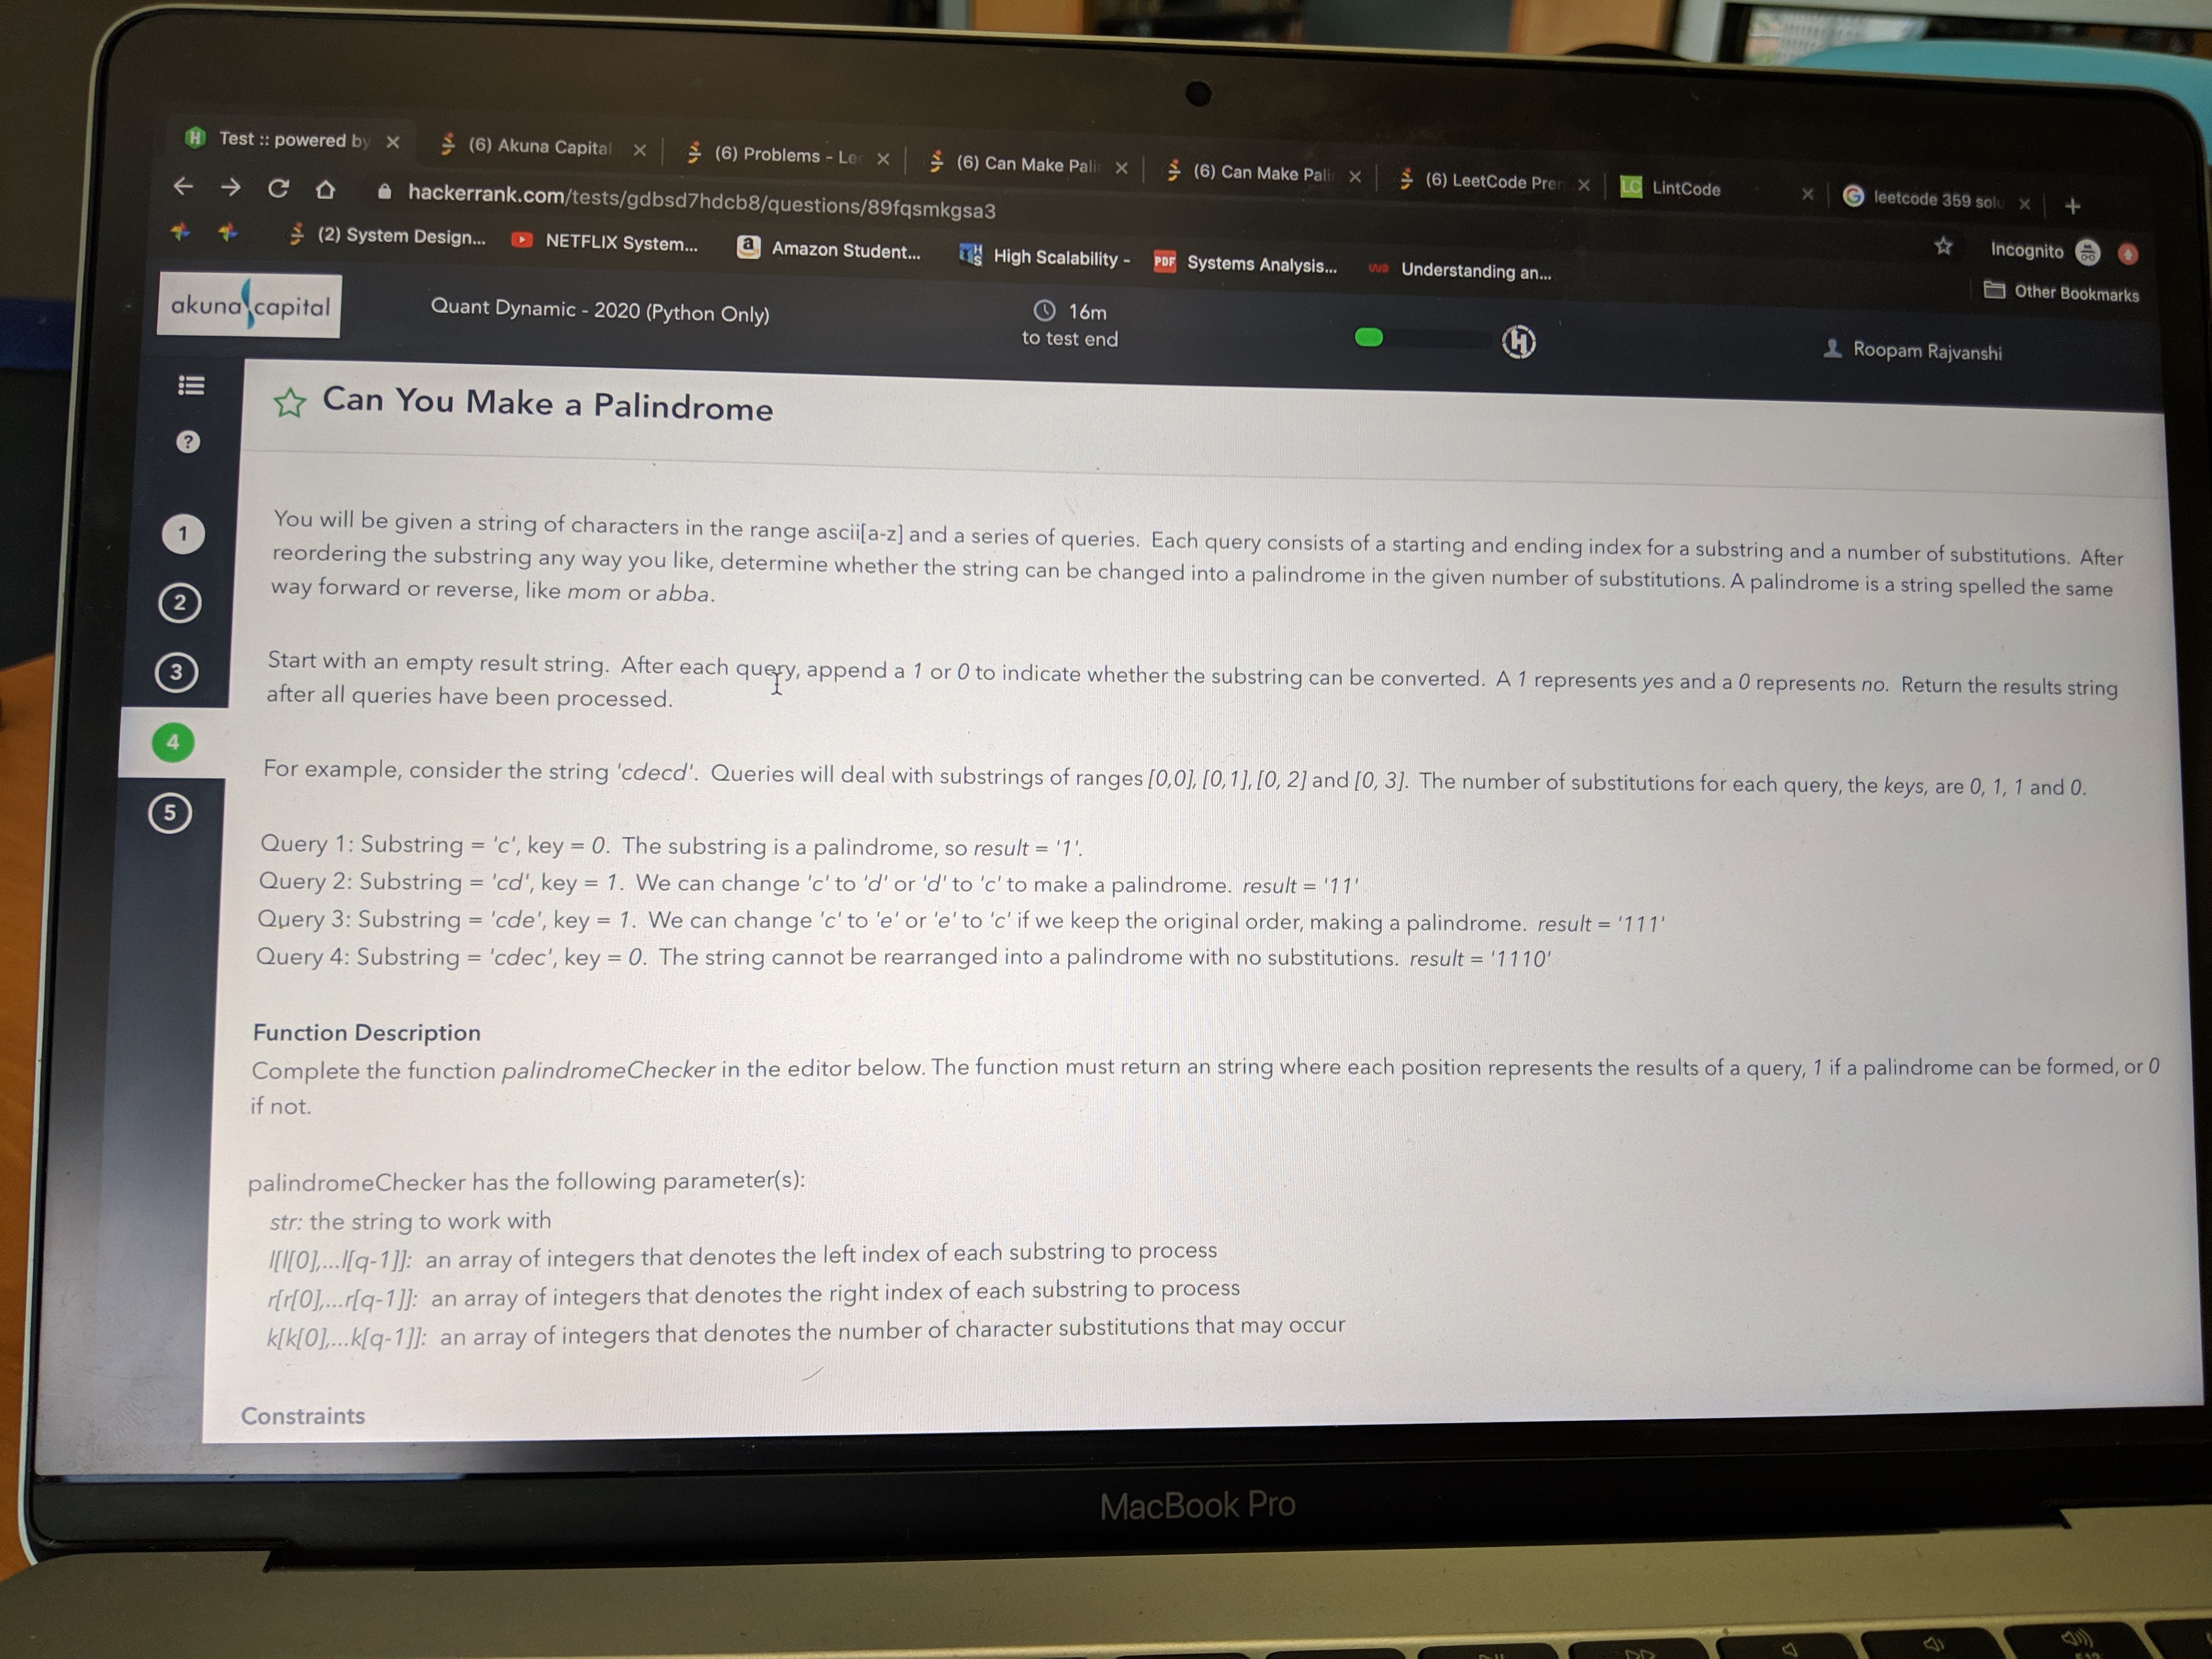 Test :: powered by
(6) Akuna Capital
(6) Problems - Lee
(6) Can Make Pali
(6) Can Make Pali
(6) LeetCode Prem
LC LintCode
G leetcode 359 solu
hackerrank.com/tests/gdbsd7hdcb8/questions/89fqsmkgsa3
Incognito
(2) System Design...
NETFLIX System...
a Amazon Student...
HS High Scalability -
PDF Systems Analysis...
Understanding an...
Other Bookmarks
akuna capital
Quant Dynamic - 2020 (Python Only)
16m
to test end
H
Roopam Rajvanshi
?
1
2
3
4
5
Can You Make a Palindrome
You will be given a string of characters in the range ascii[a-z] and a series of queries. Each query consists of a starting and ending index for a substring and a number of substitutions. After
reordering the substring any way you like, determine whether the string can be changed into a palindrome in the given number of substitutions. A palindrome is a string spelled the same
way forward or reverse, like mom or abba.
Start with an empty result string. After each query, append a 1 or 0 to indicate whether the substring can be converted. A 1 represents yes and a 0 represents no. Return the results string
after all queries have been processed.
For example, consider the string 'cdecd'. Queries will deal with substrings of ranges [0,0], [0,1], [0, 2] and [0, 3]. The number of substitutions for each query, the keys, are 0, 1, 1 and 0.
Query 1: Substring = 'c', key = 0. The substring is a palindrome, so result = '1'.
Query 2: Substring = 'cd', key = 1. We can change 'c' to 'd' or 'd' to 'c' to make a palindrome. result = '11'
Query 3: Substring = 'cde', key = 1. We can change 'c' to 'e' or 'e' to 'c' if we keep the original order, making a palindrome. result = '111'
Query 4: Substring = 'cdec', key = 0. The string cannot be rearranged into a palindrome with no substitutions. result = '1110'
Function Description
Complete the function palindromeChecker in the editor below. The function must return an string where each position represents the results of a query, 1 if a palindrome can be formed, or 0
if not.
palindromeChecker has the following parameter(s):
str: the string to work with
l[l[0],...l[q-1]]: an array of integers that denotes the left index of each substring to process
r[r[0],...r[q-1]]: an array of integers that denotes the right index of each substring to process
k[k[0],...k[q-1]]: an array of integers that denotes the number of character substitutions that may occur
Constraints
MacBook Pro